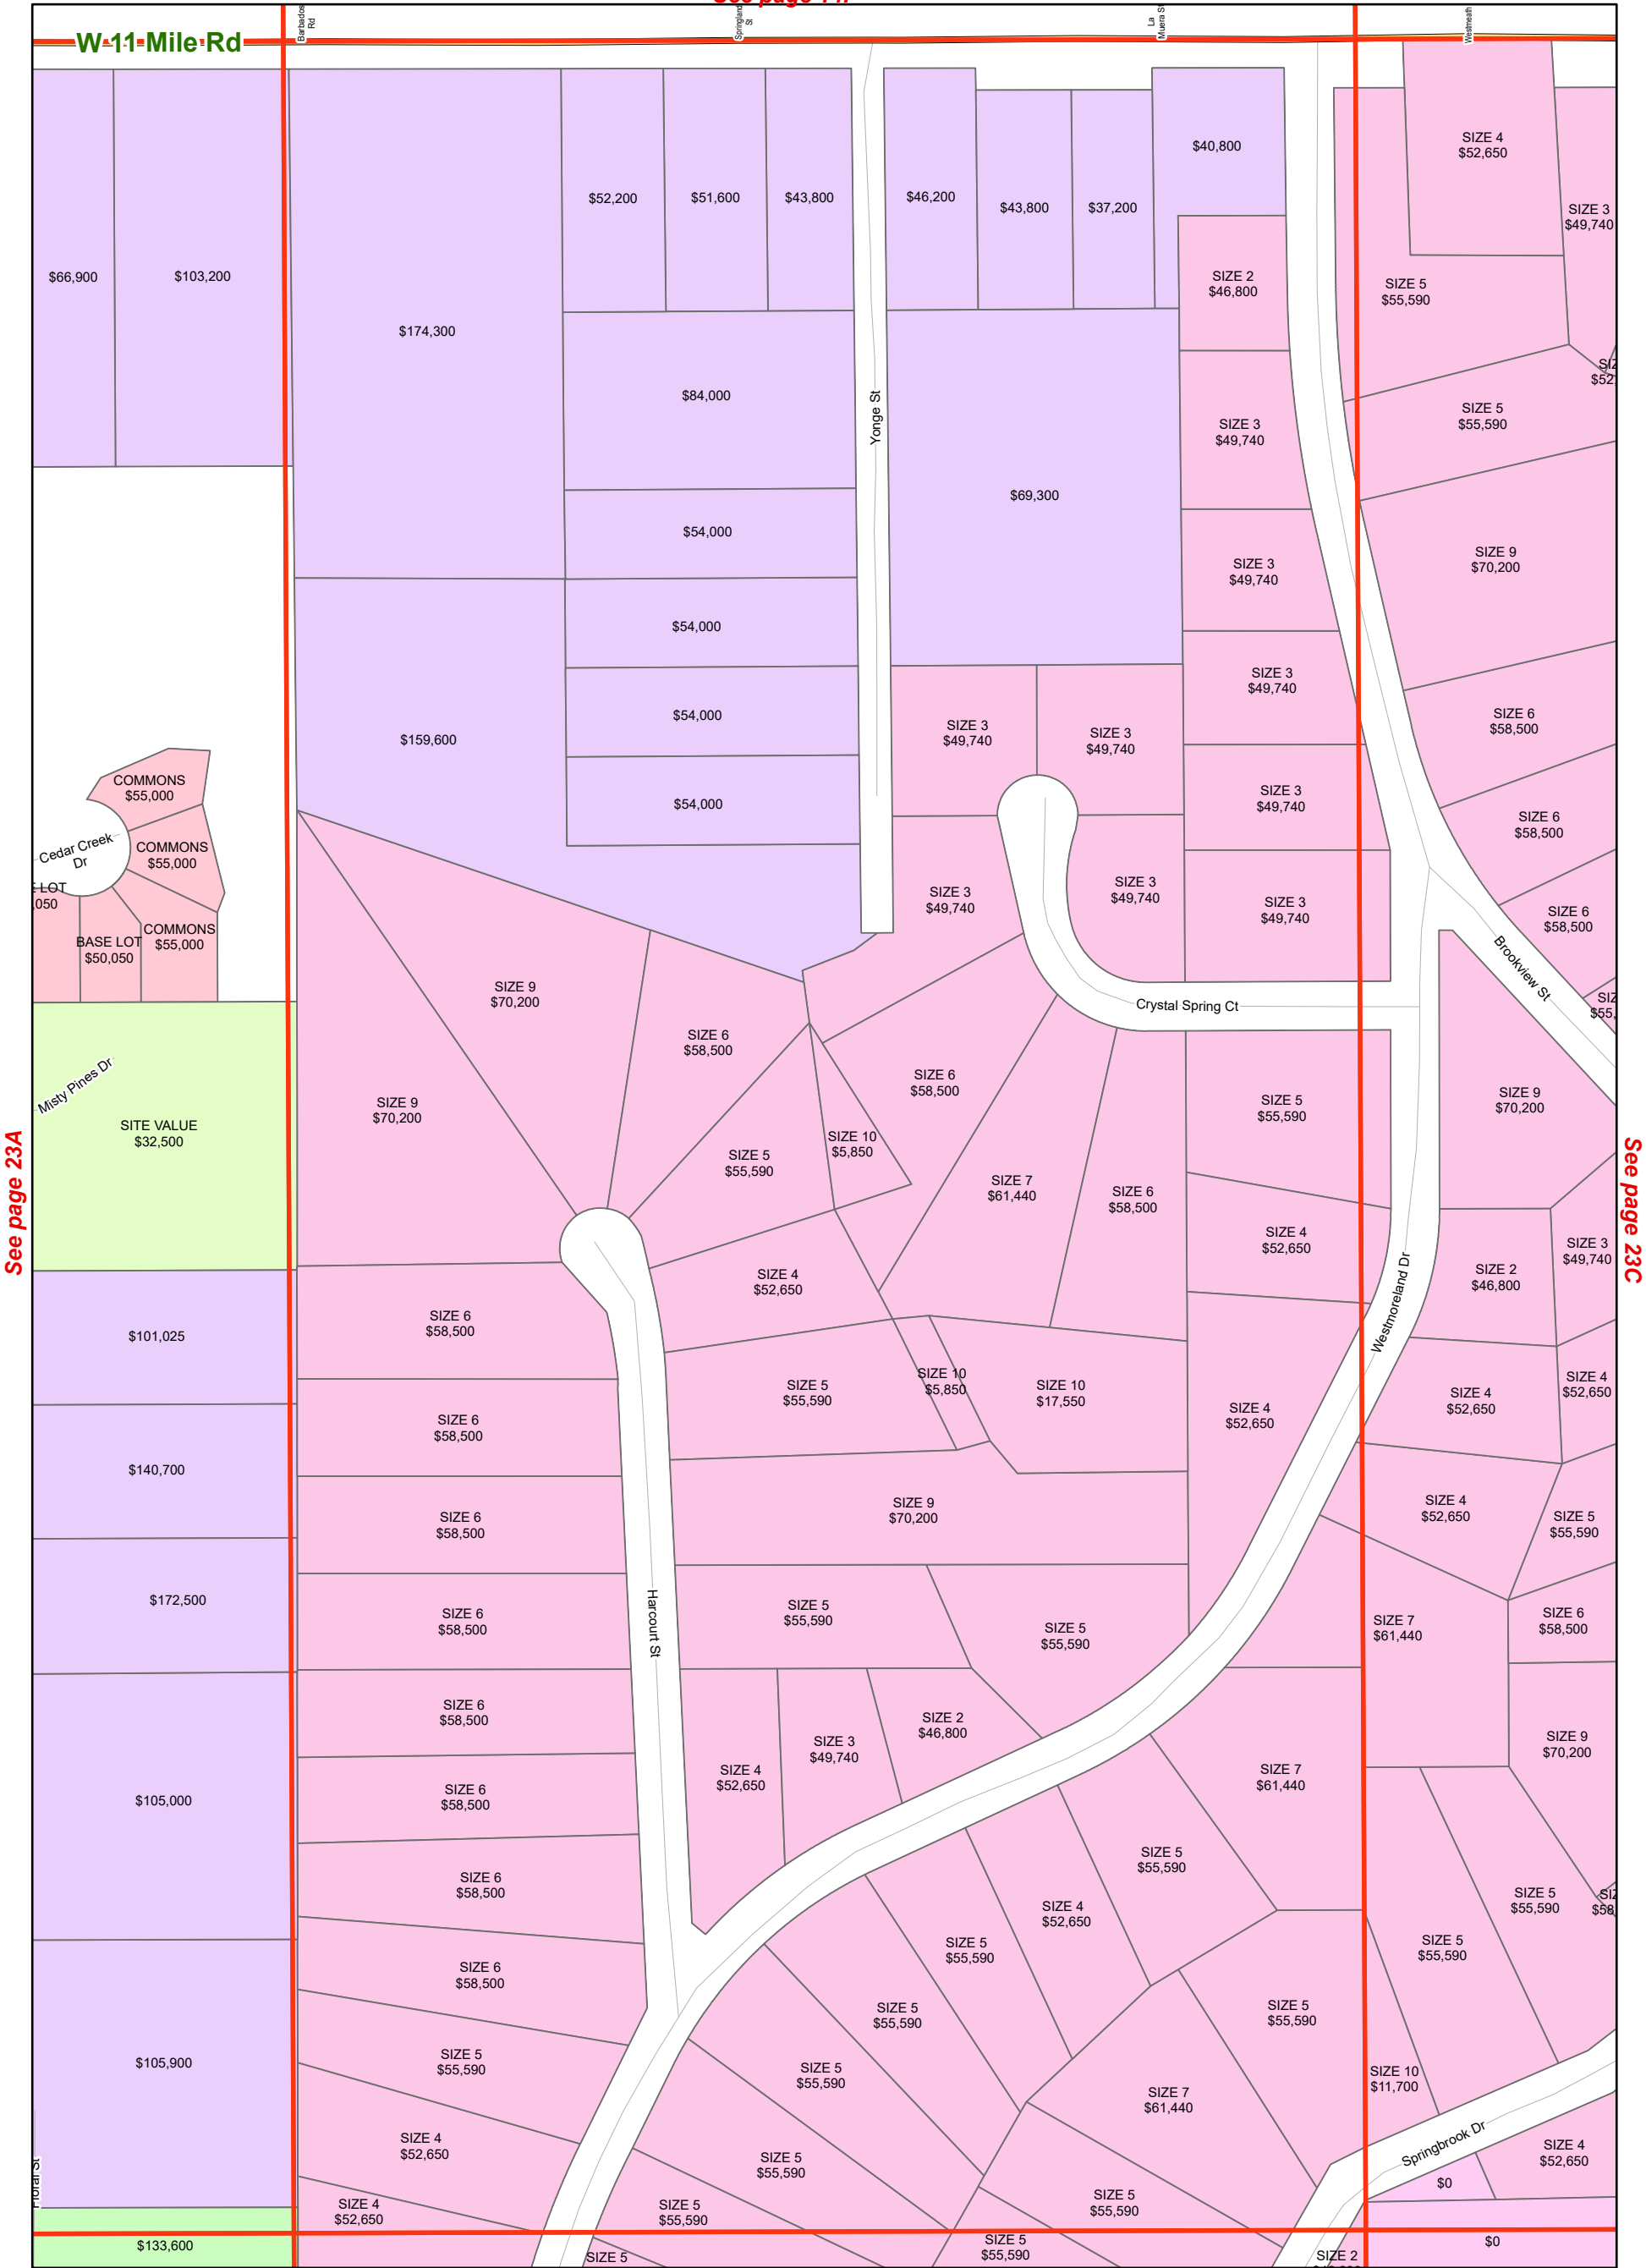 Barbados
Rd
Springland
St
La
Muera St
Westmeath
W 11 Mile Rd
SIZE 4
$52,650
$40,800
$52,200
$51,600
$43,800
$46,200
$43,800
$37,200
SIZE 3
$49,740
$66,900
$103,200
SIZE 2
$46,800
SIZE 5
$55,590
$174,300
$84,000
Yonge St
SIZE 5
$55,590
SIZE 3
$49,740
$69,300
$54,000
SIZE 9
$70,200
SIZE 3
$49,740
$54,000
SIZE 3
$49,740
$54,000
SIZE 3
$49,740
SIZE 3
$49,740
SIZE 6
$58,500
$159,600
COMMONS
$55,000
$54,000
SIZE 3
$49,740
SIZE 6
$58,500
Cedar Creek
Dr
COMMONS
$55,000
E LOT
,050
SIZE 3
$49,740
SIZE 3
$49,740
SIZE 3
$49,740
SIZE 6
$58,500
BASE LOT
$50,050
COMMONS
$55,000
SIZE 9
$70,200
Brookview St
Crystal Spring Ct
SIZE 6
$58,500
Misty Pines Dr
SIZE 6
$58,500
SIZE 9
$70,200
SIZE 9
$70,200
SIZE 5
$55,590
SITE VALUE
$32,500
SIZE 10
$5,850
SIZE 5
$55,590
See page 23A
See page 23C
SIZE 7
$61,440
SIZE 6
$58,500
SIZE 4
$52,650
SIZE 3
$49,740
SIZE 4
$52,650
SIZE 2
$46,800
Westmoreland Dr
$101,025
SIZE 6
$58,500
SIZE 5
$55,590
SIZE 10
$5,850
SIZE 10
$17,550
SIZE 4
$52,650
SIZE 4
$52,650
SIZE 4
$52,650
SIZE 6
$58,500
$140,700
SIZE 9
$70,200
SIZE 4
$52,650
SIZE 5
$55,590
SIZE 6
$58,500
$172,500
SIZE 6
$58,500
Harcourt St
SIZE 5
$55,590
SIZE 5
$55,590
SIZE 7
$61,440
SIZE 6
$58,500
SIZE 6
$58,500
SIZE 4
$52,650
SIZE 3
$49,740
SIZE 2
$46,800
SIZE 7
$61,440
SIZE 9
$70,200
$105,000
SIZE 6
$58,500
SIZE 5
$55,590
SIZE 6
$58,500
SIZE 4
$52,650
SIZE 5
$55,590
SIZE 5
$55,590
SIZE 5
$55,590
SIZE 6
$58,500
SIZE 5
$55,590
SIZE 5
$55,590
$105,900
SIZE 5
$55,590
SIZE 5
$55,590
SIZE 7
$61,440
SIZE 10
$11,700
SIZE 4
$52,650
SIZE 5
$55,590
Springbrook Dr
SIZE 4
$52,650
$0
SIZE 4
$52,650
SIZE 5
$55,590
SIZE 5
$55,590
$133,600
SIZE 5
SIZE 5
$55,590
SIZE 2
$0